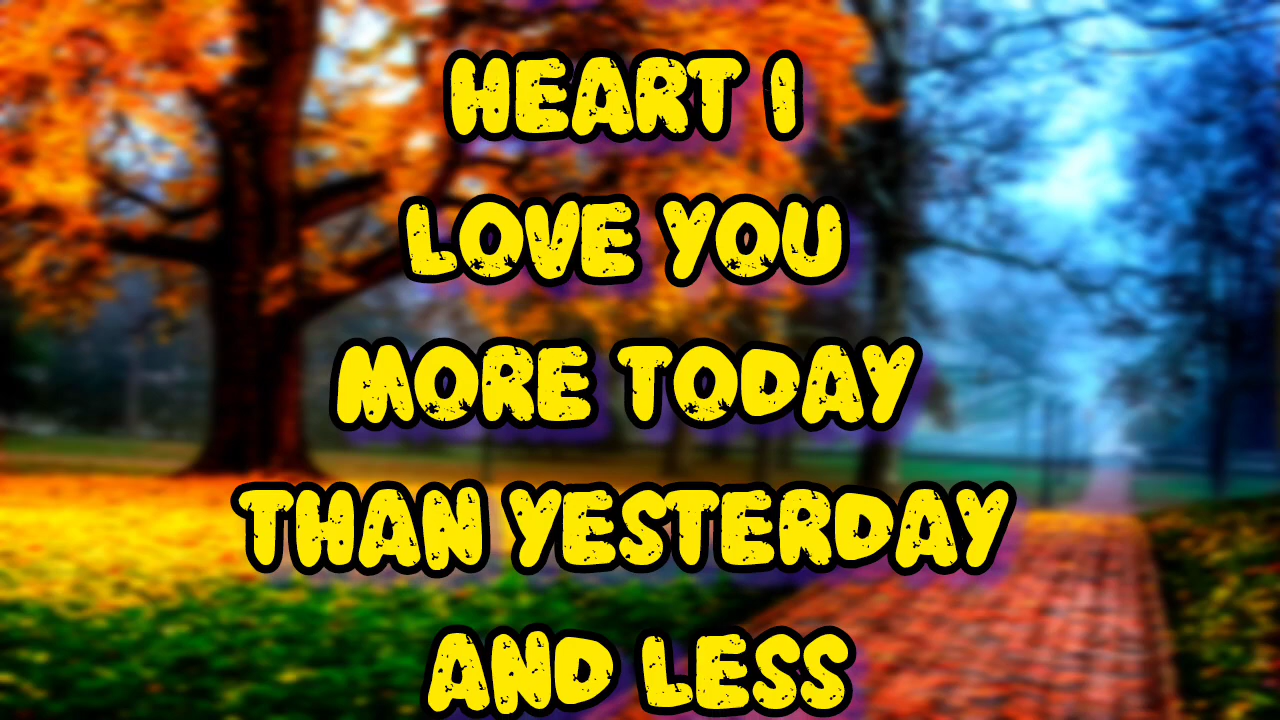 HEART I
LOVE YOU
MORE TODAY
THAN YESTERDAY
AND LESS